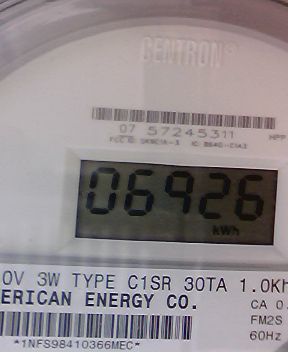 CENTRON®
07 57245311
HPP
06926
kWh
0V 3W TYPE C1SR 30TA 1.0Kh
ERICAN ENERGY CO.
CA 0.
FM2S
60Hz
*1NFS98410366MEC*